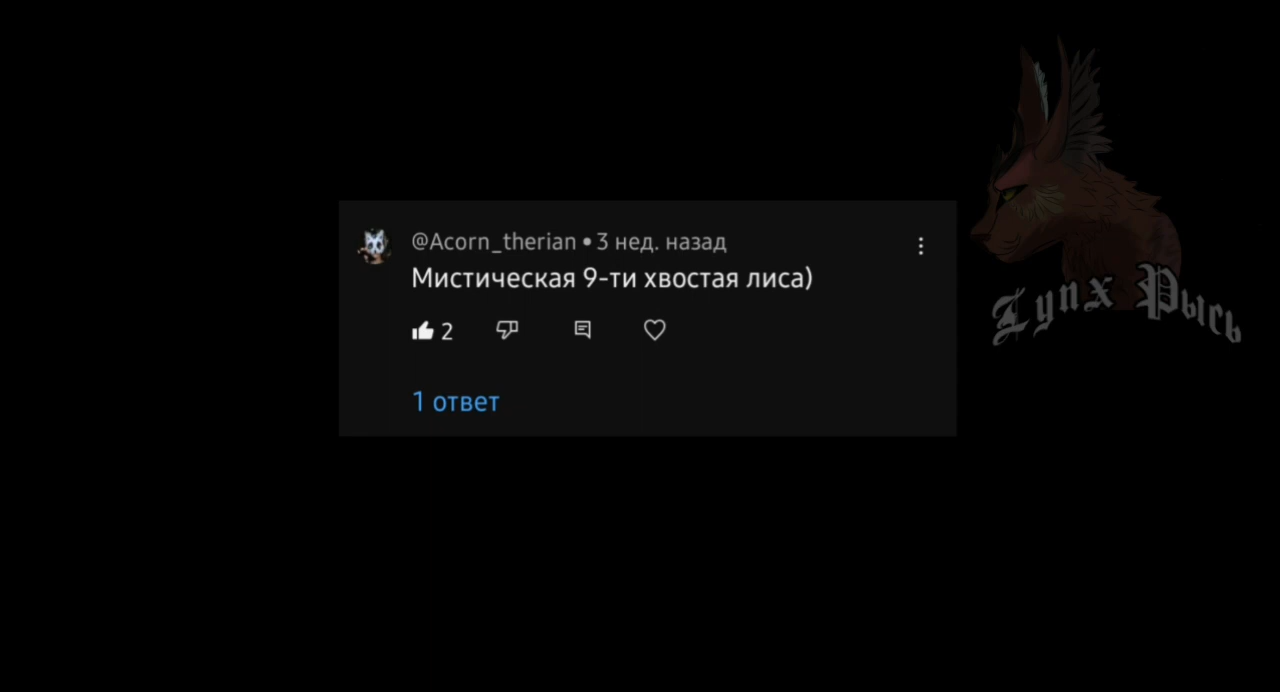 @Acorn_therian • 3 нед. назад
Мистическая 9-ти хвостая лиса)
2
1 ответ
Lynx Рысь